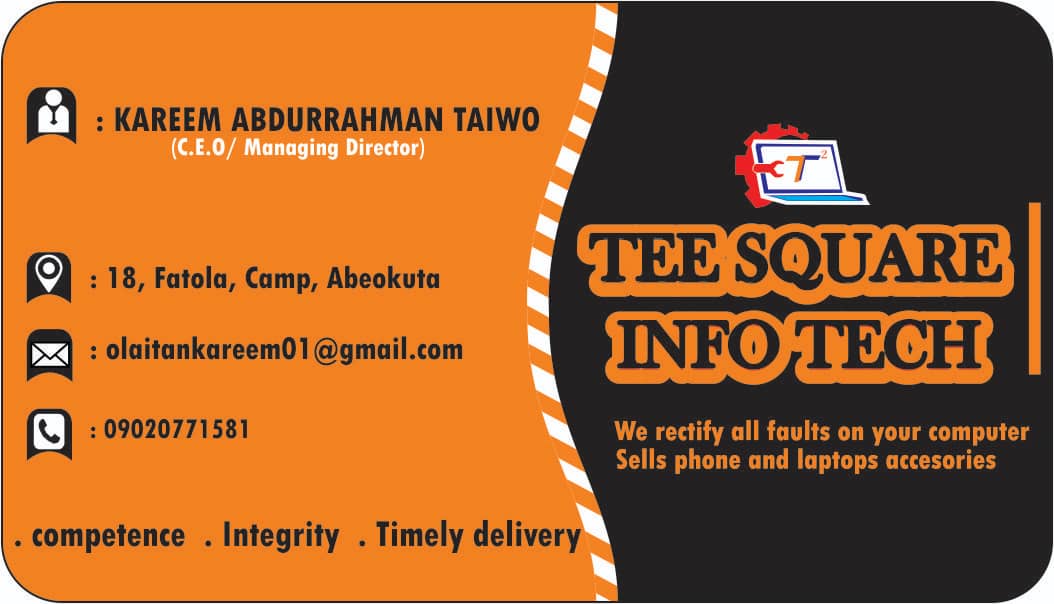 : KAREEM ABDURRAHMAN TAIWO
(C.E.O/ Managing Director)
: 18, Fatola, Camp, Abeokuta
: olaitankareem01@gmail.com
: 09020771581
. competence . Integrity . Timely delivery
T²
TEE SQUARE
INFO TECH
We rectify all faults on your computer
Sells phone and laptops accesories